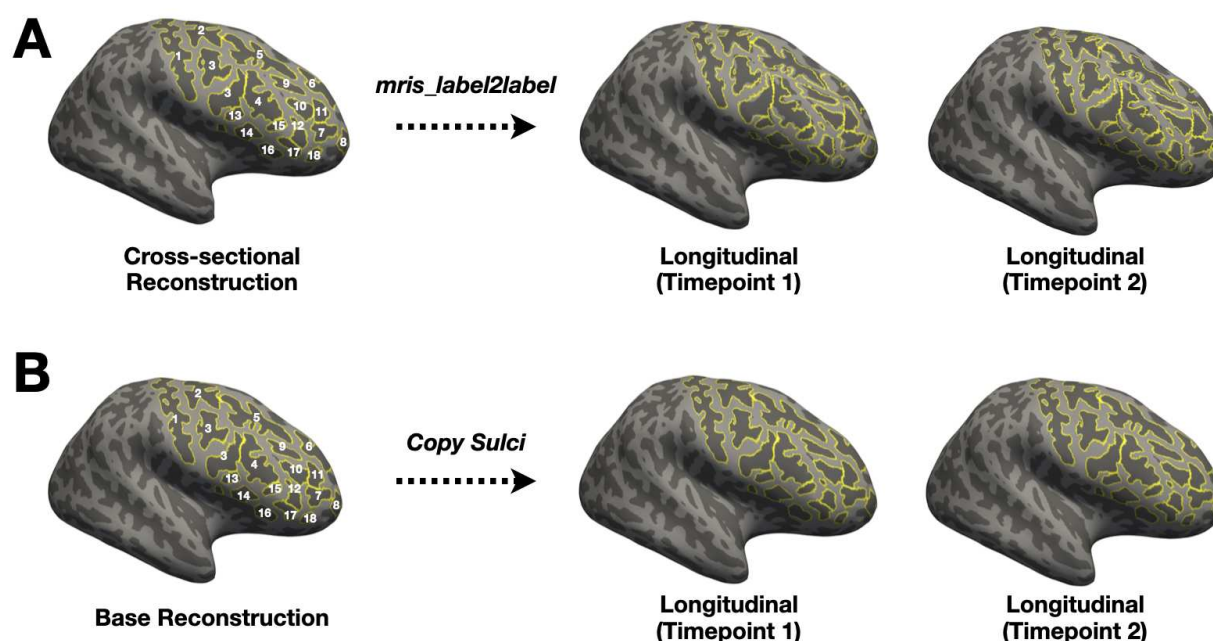 A
2
1
3
5
9
6
3
4
10
11
13
15
12
7
14
8
16
17
18
mris_label2label
Cross-sectional
Reconstruction
Longitudinal
(Timepoint 1)
Longitudinal
(Timepoint 2)
B
2
1
3
5
9
6
3
4
10
11
13
15
12
7
14
8
16
17
18
Copy Sulci
Base Reconstruction
Longitudinal
(Timepoint 1)
Longitudinal
(Timepoint 2)